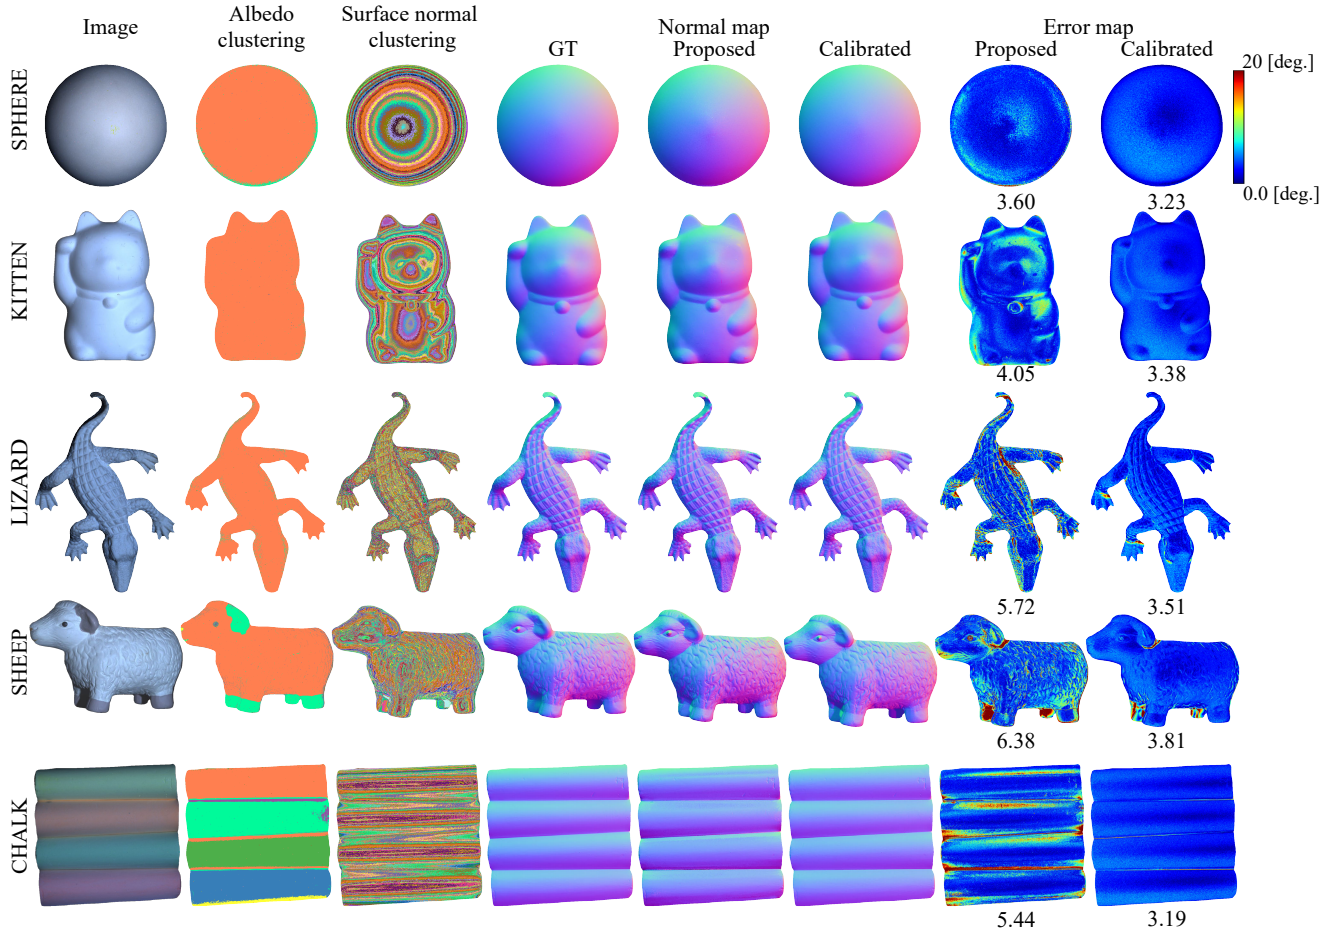 Image
Albedo
clustering
Surface normal
clustering
Normal map
GT
Proposed
Calibrated
Error map
Proposed
Calibrated
20 [deg.]
0.0 [deg.]
SPHERE
3.60
3.23
KITTEN
4.05
3.38
LIZARD
5.72
3.51
SHEEP
6.38
3.81
CHALK
5.44
3.19